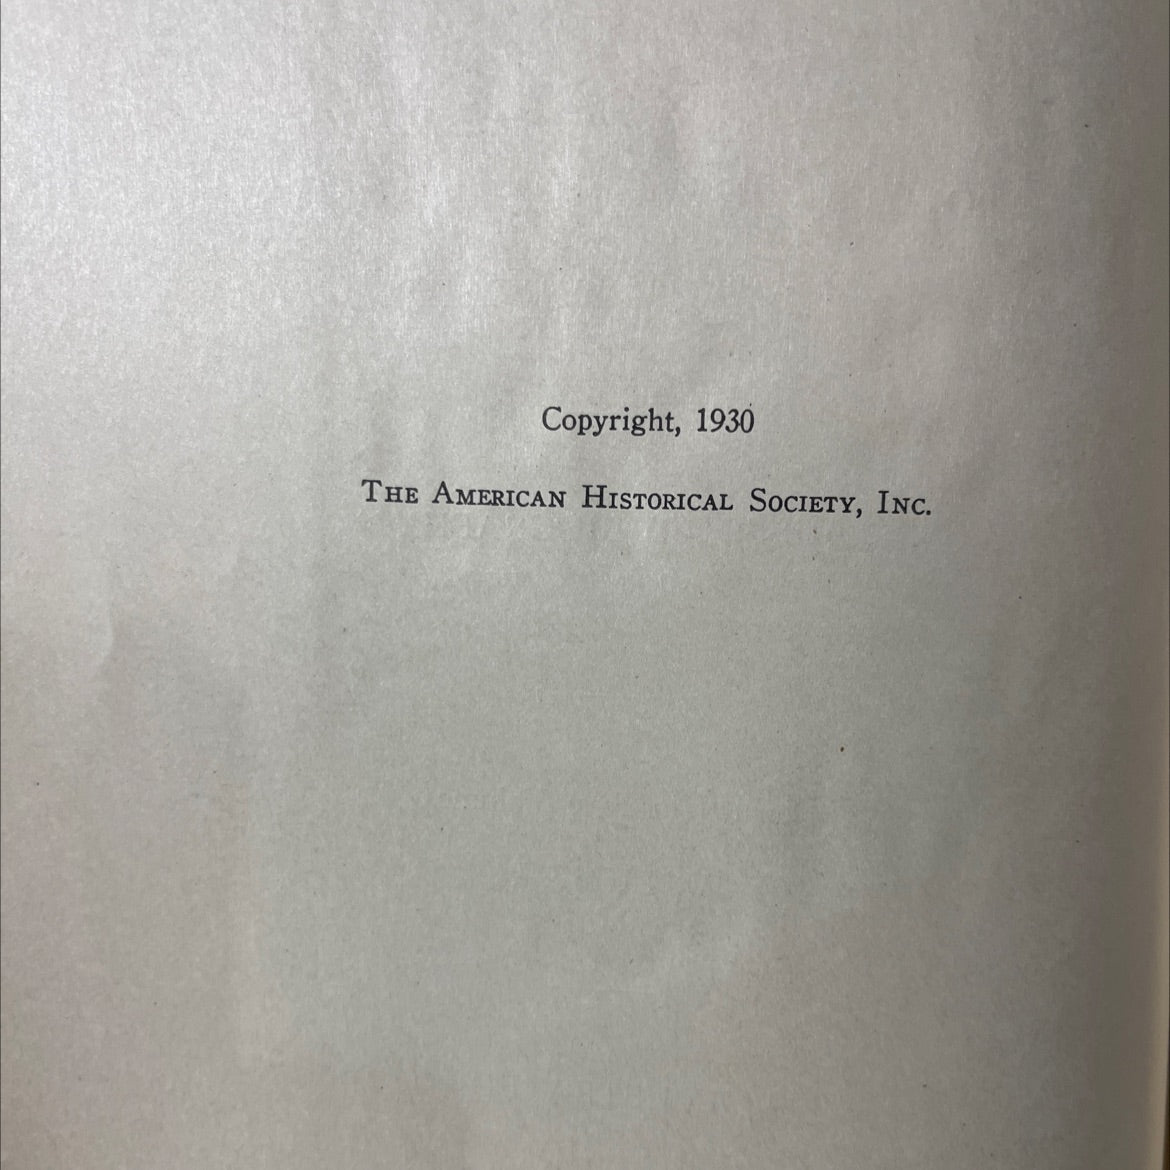 Copyright, 1930
The American Historical Society, Inc.